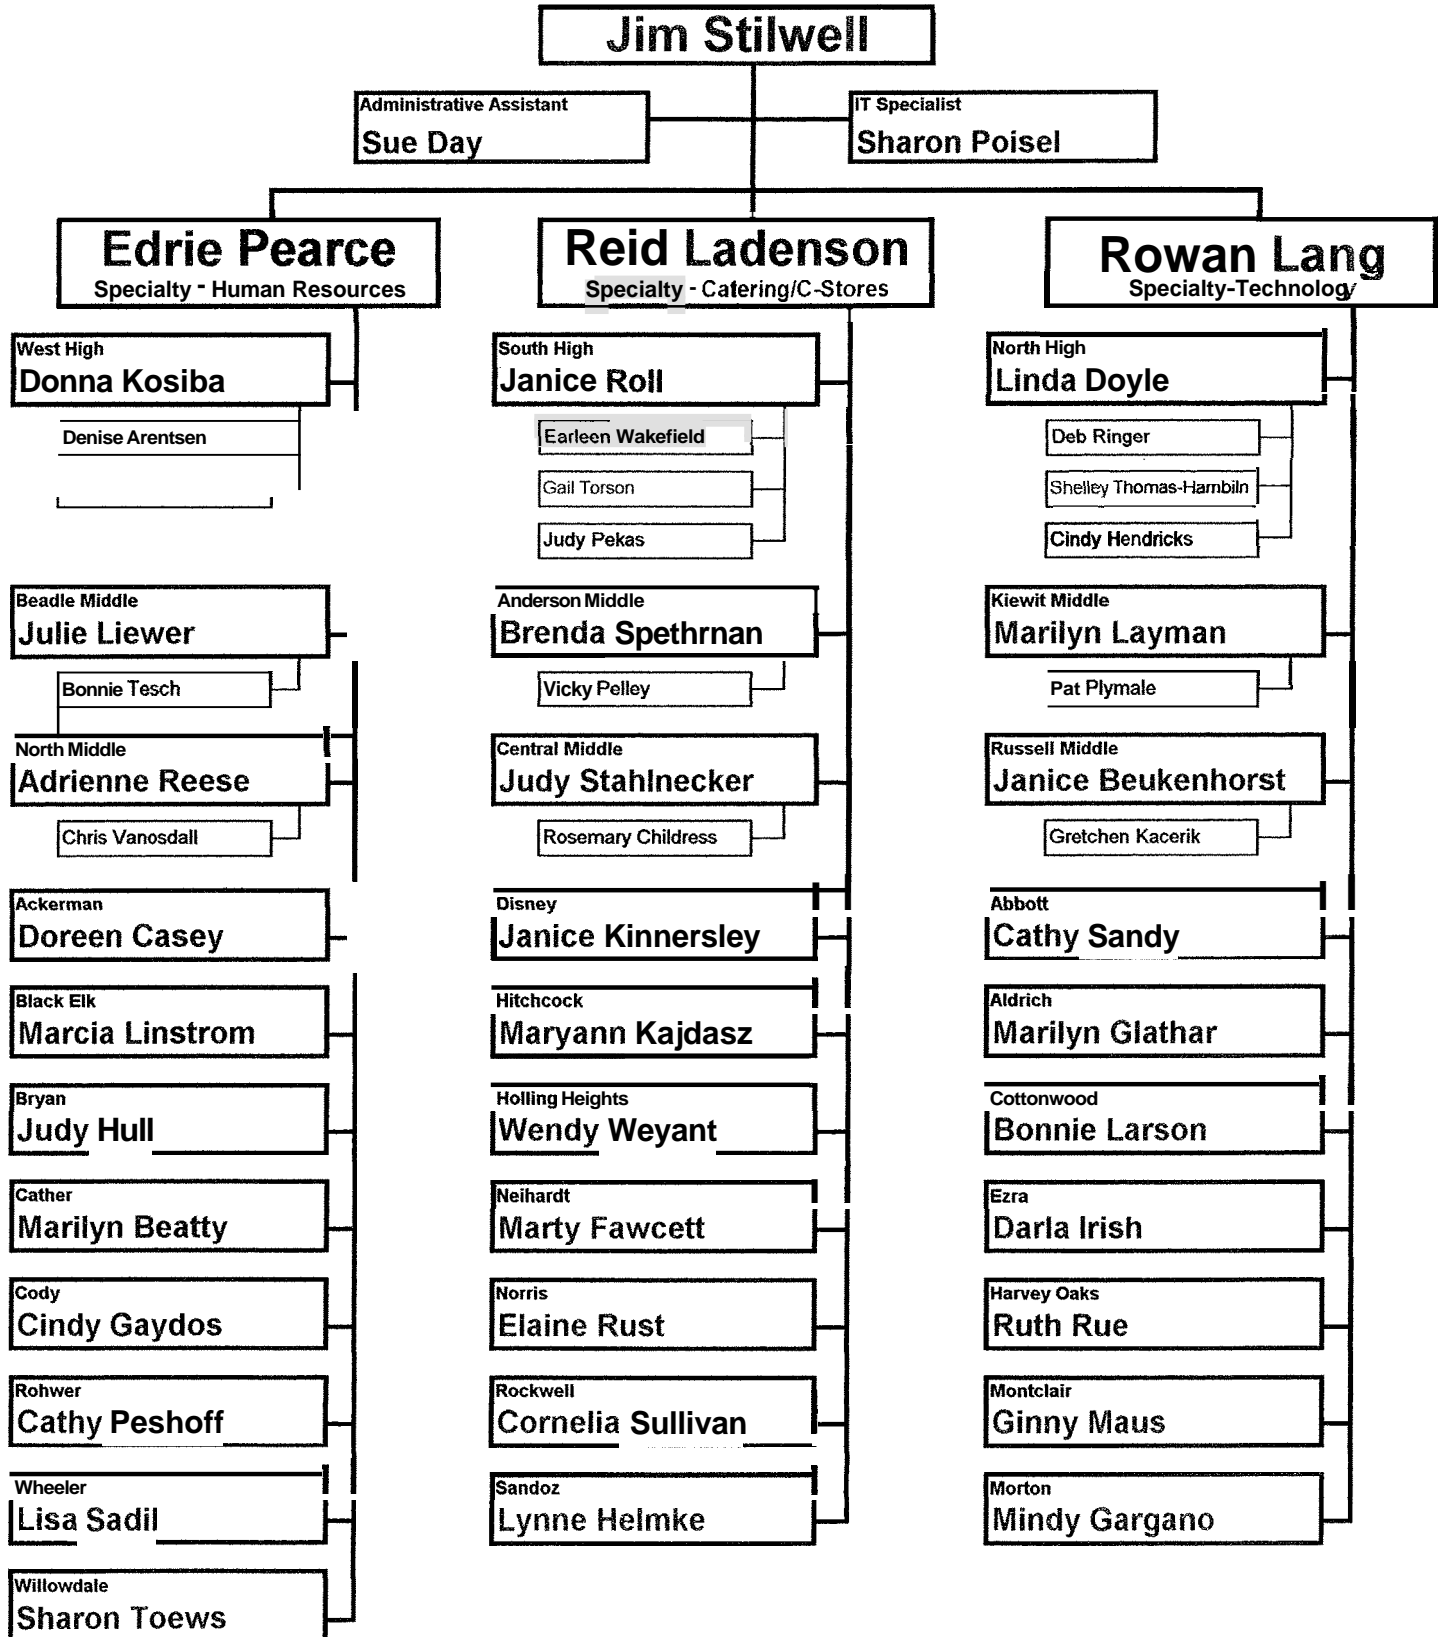 Jim Stilwell
Administrative Assistant
Sue Day
IT Specialist
Sharon Poisel
Edrie Pearce
Specialty - Human Resources
West High
Donna Kosiba
Denise Arentsen
Beadle Middle
Julie Liewer
Bonnie Tesch
North Middle
Adrienne Reese
Chris Vanosdall
Ackerman
Doreen Casey
Black Elk
Marcia Linstrom
Bryan
Judy Hull
Cather
Marilyn Beatty
Cody
Cindy Gaydos
Rohwer
Cathy Peshoff
Wheeler
Lisa Sadil
Willowdale
Sharon Toews
Reid Ladenson
Specialty - Catering/C-Stores
South High
Janice Roll
Earleen Wakefield
Gail Torson
Judy Pekas
Anderson Middle
Brenda Spethrnan
Vicky Pelley
Central Middle
Judy Stahlnecker
Rosemary Childress
Disney
Janice Kinnersley
Hitchcock
Maryann Kajdasz
Holling Heights
Wendy Weyant
Neihardt
Marty Fawcett
Norris
Elaine Rust
Rockwell
Cornelia Sullivan
Sandoz
Lynne Helmke
Rowan Lang
Specialty-Technology
North High
Linda Doyle
Deb Ringer
Shelley Thomas-Harnbiln
Cindy Hendricks
Kiewit Middle
Marilyn Layman
Pat Plymale
Russell Middle
Janice Beukenhorst
Gretchen Kacerik
Abbott
Cathy Sandy
Aldrich
Marilyn Glathar
Cottonwood
Bonnie Larson
Ezra
Darla Irish
Harvey Oaks
Ruth Rue
Montclair
Ginny Maus
Morton
Mindy Gargano